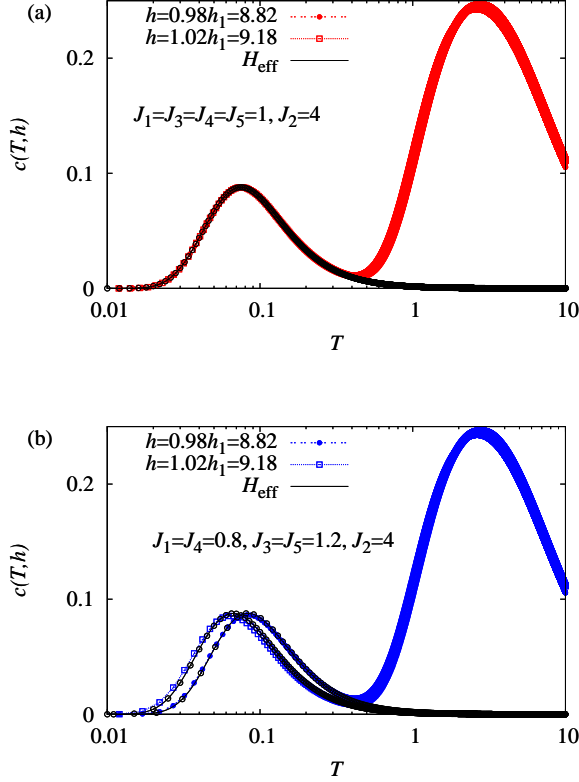 (a)
h=0.98h1=8.82
h=1.02h1=9.18
Heff
J1=J3=J4=J5=1, J2=4
c(T,h)
0.2
0.1
0
0.01 0.1 1 10
T
(b)
h=0.98h1=8.82
h=1.02h1=9.18
Heff
J1=J4=0.8, J3=J5=1.2, J2=4
c(T,h)
0.2
0.1
0
0.01 0.1 1 10
T